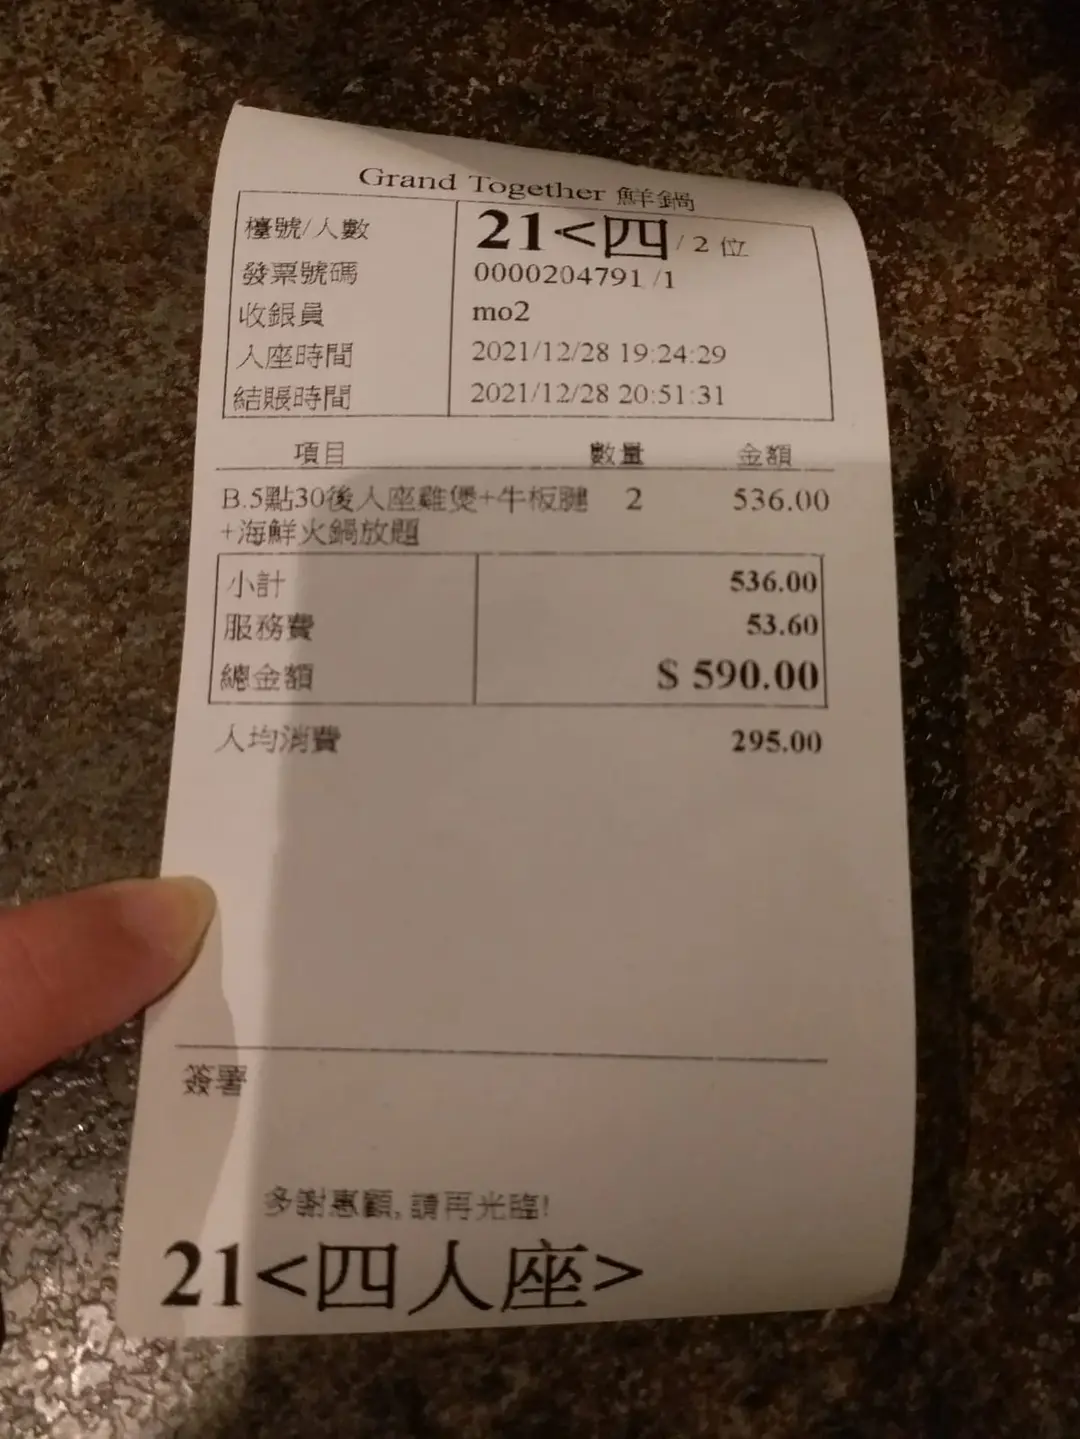 Grand Together 鮮鍋
檯號/人數 21<四 / 2 位
發票號碼 0000204791 /1
收銀員 mo2
入座時間 2021/12/28 19:24:29
結賬時間 2021/12/28 20:51:31
項目 數量 金額
B.5點30後入座雞煲+牛板腱 2 536.00
+海鮮火鍋放題
小計 536.00
服務費 53.60
總金額 $ 590.00
人均消費 295.00
簽署
多謝惠顧, 請再光臨!
21<四人座>